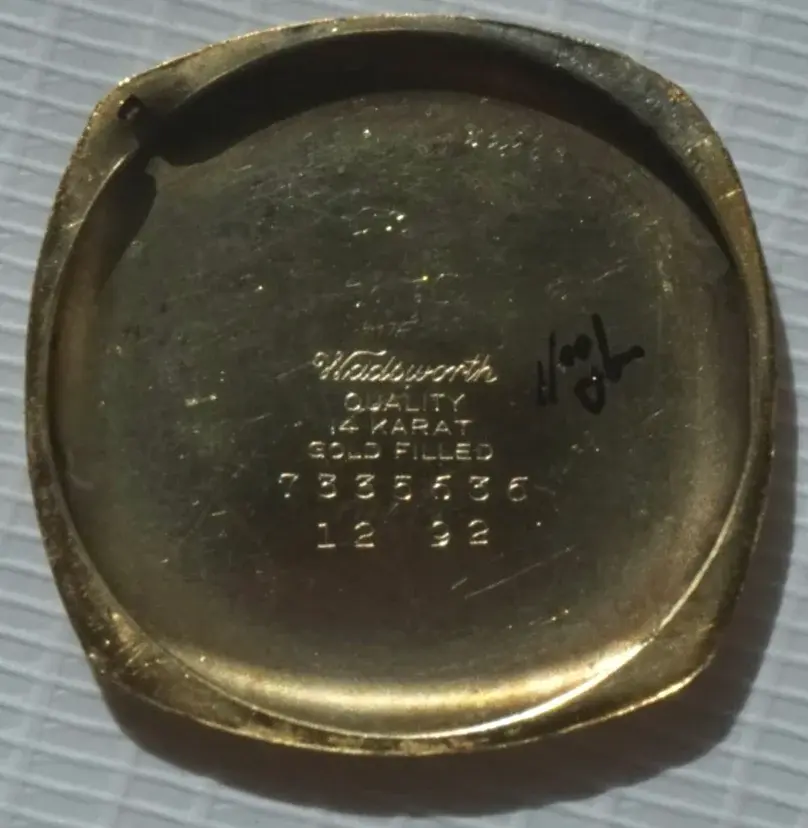 Wadsworth
QUALITY
14 KARAT
GOLD FILLED
7335636
12 92